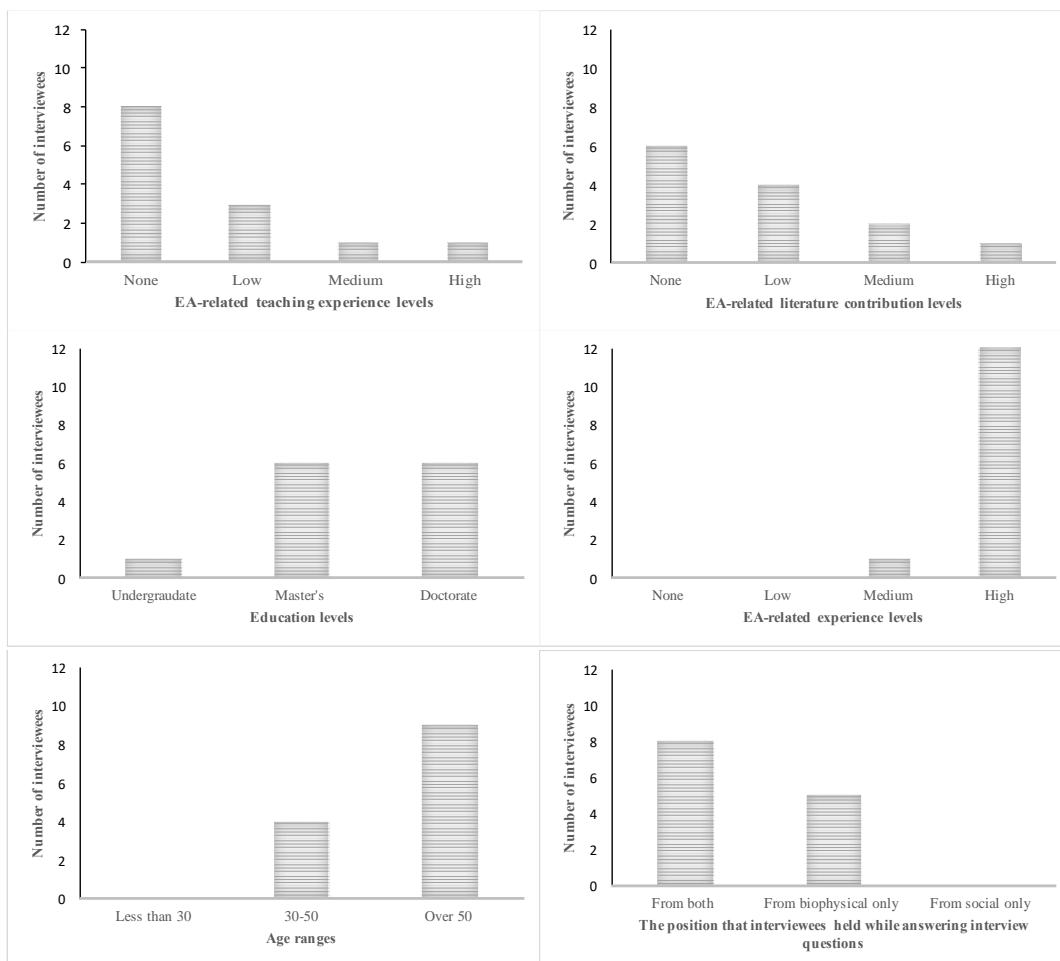 12
10
8
6
4
2
0
Number of interviewees
None Low Medium High
EA-related teaching experience levels
12
10
8
6
4
2
0
Number of interviewees
None Low Medium High
EA-related literature contribution levels
12
10
8
6
4
2
0
Number of interviewees
Undergraudate Master's Doctorate
Education levels
12
10
8
6
4
2
0
Number of interviewees
None Low Medium High
EA-related experience levels
12
10
8
6
4
2
0
Number of interviewees
Less than 30 30-50 Over 50
Age ranges
12
10
8
6
4
2
0
Number of interviewees
From both From biophysical only From social only
The position that interviewees held while answering interview
questions